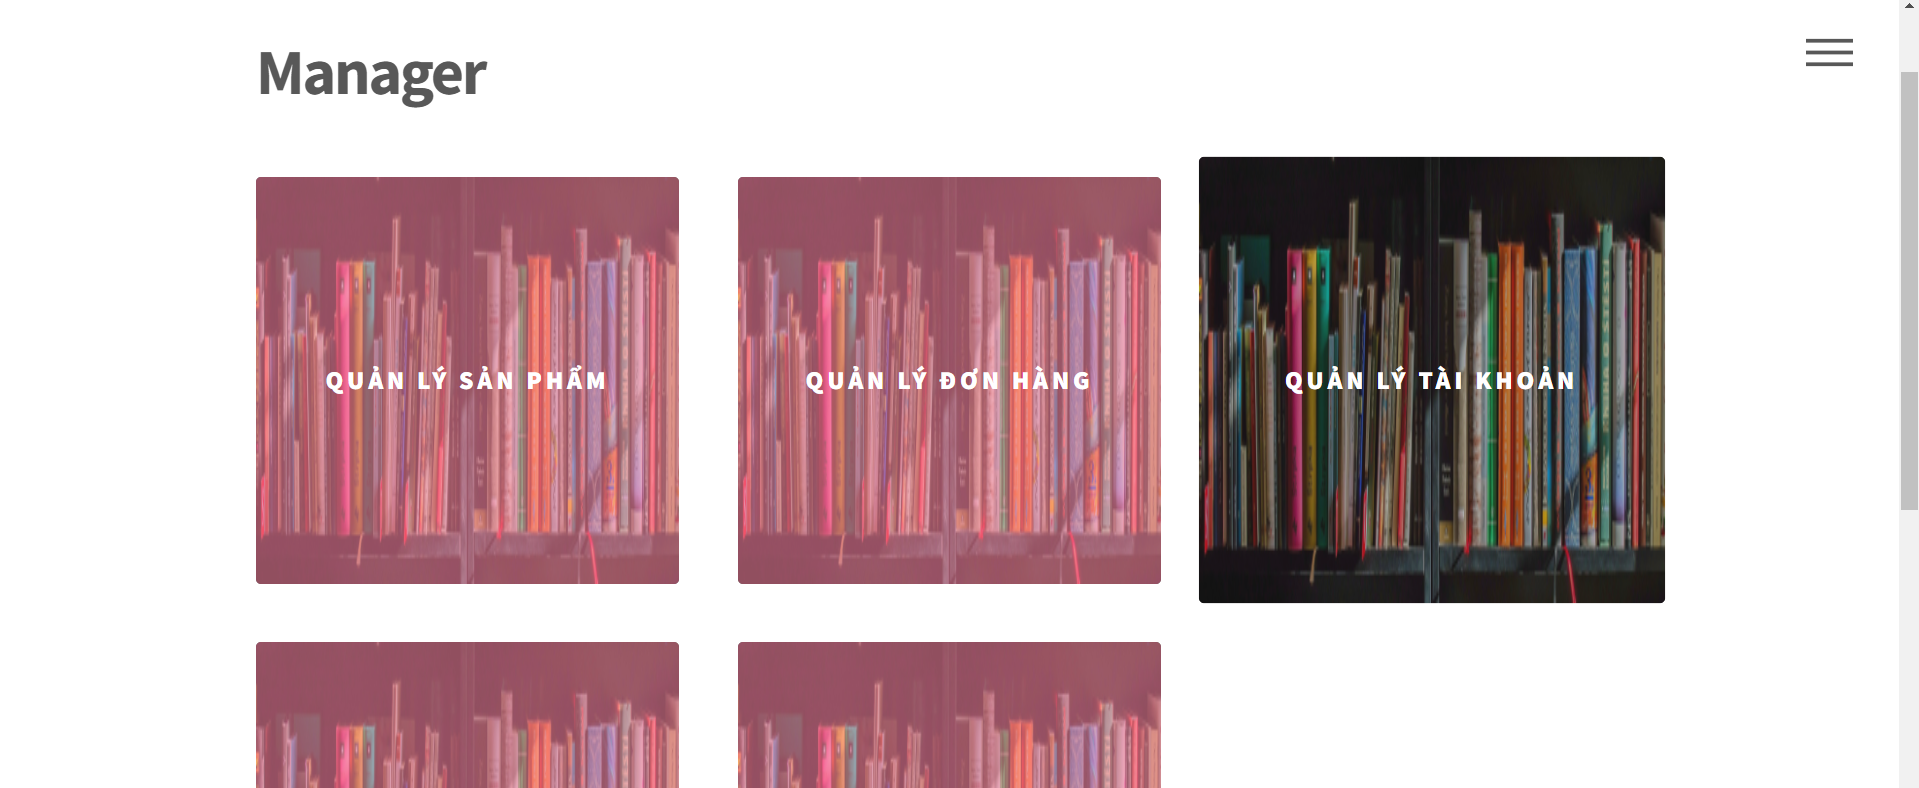 Manager
QUẢN LÝ SẢN PHẨM
QUẢN LÝ ĐƠN HÀNG
QUẢN LÝ TÀI KHOẢN